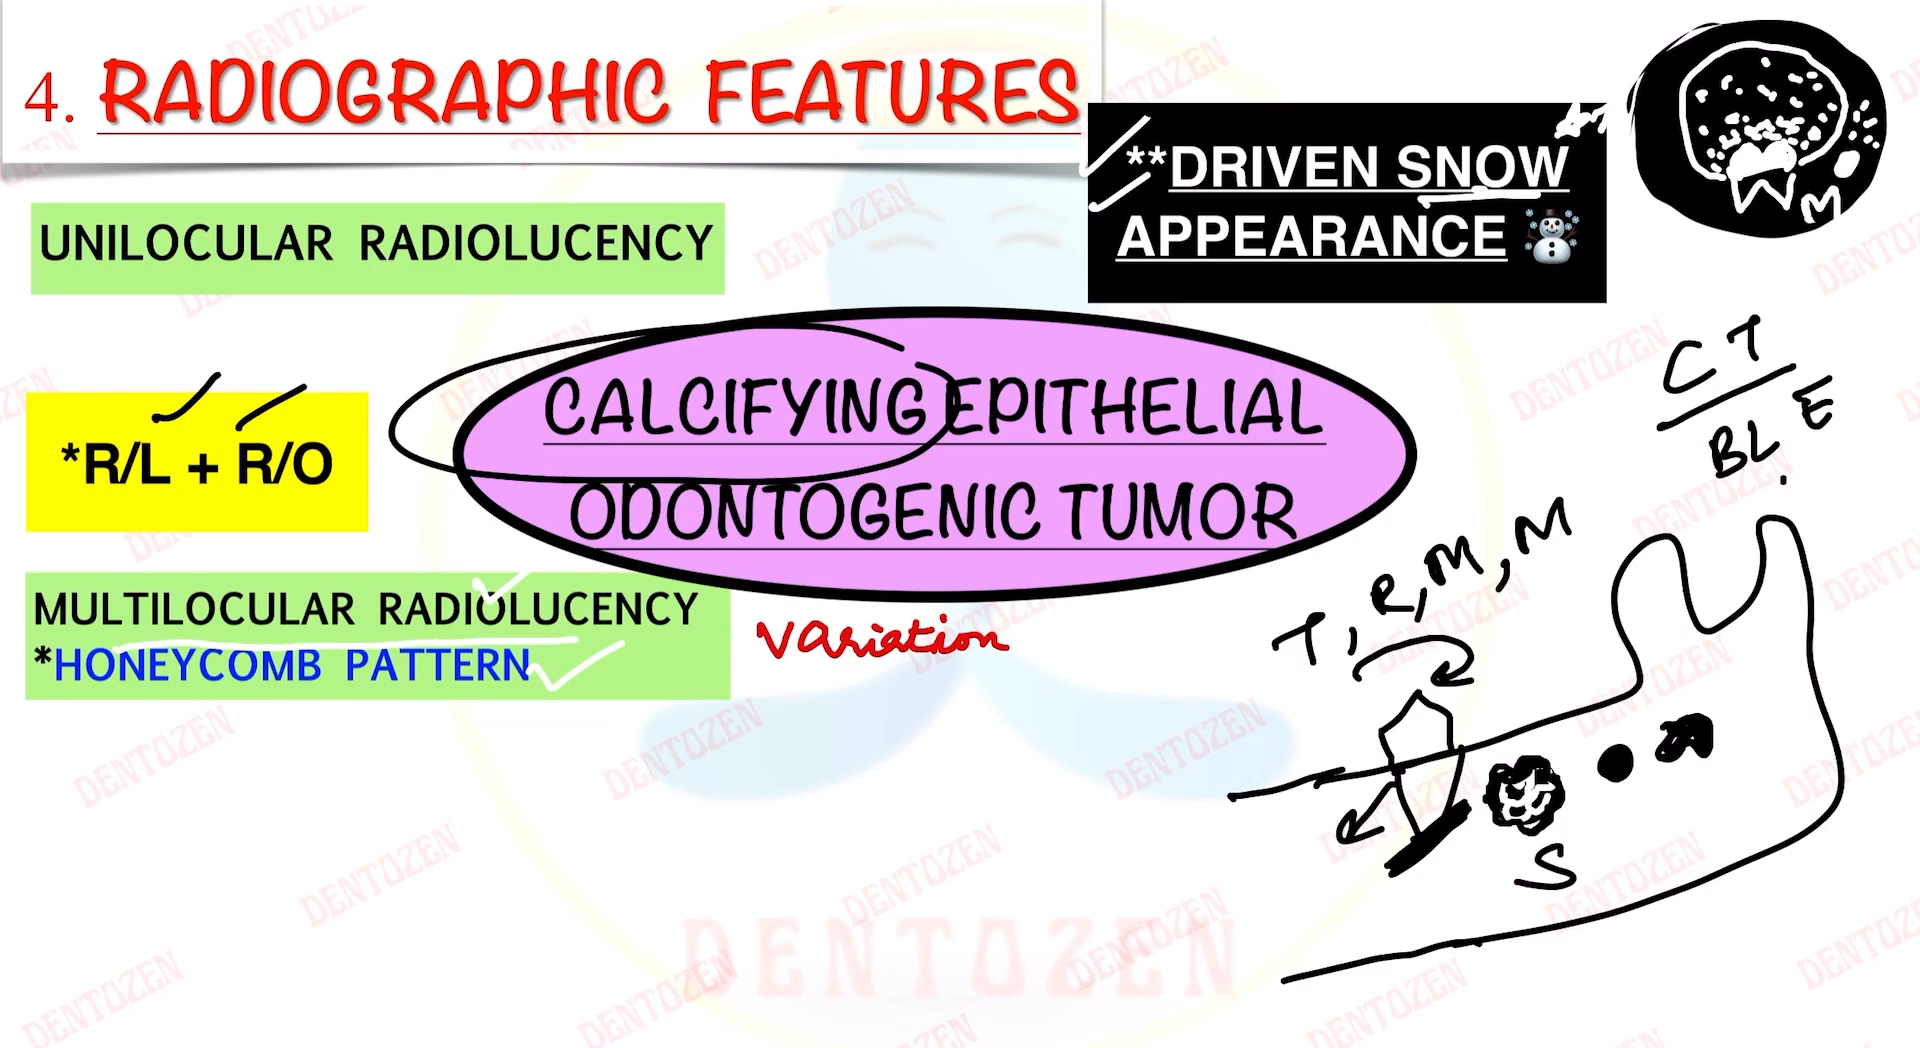 4. RADIOGRAPHIC FEATURES
**DRIVEN SNOW
APPEARANCE
M
UNILOCULAR RADIOLUCENCY
*R/L + R/O
CALCIFYING EPITHELIAL
ODONTOGENIC TUMOR
CT
BL E
MULTILOCULAR RADIOLUCENCY
*HONEYCOMB PATTERN
Variation
T, R, M, M
S
DENTOZEN